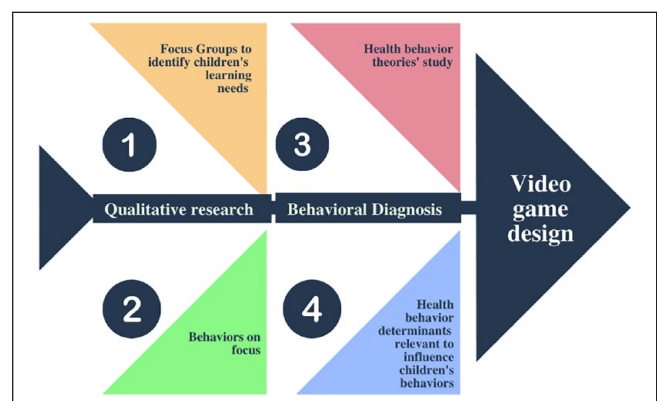 Focus Groups to
identify children's
learning
needs
1
Qualitative research
2
Behaviors on
focus
Health behavior
theories' study
3
Behavioral Diagnosis
4
Health
behavior
determinants
relevant to
influence
children's
behaviors
Video
game
design